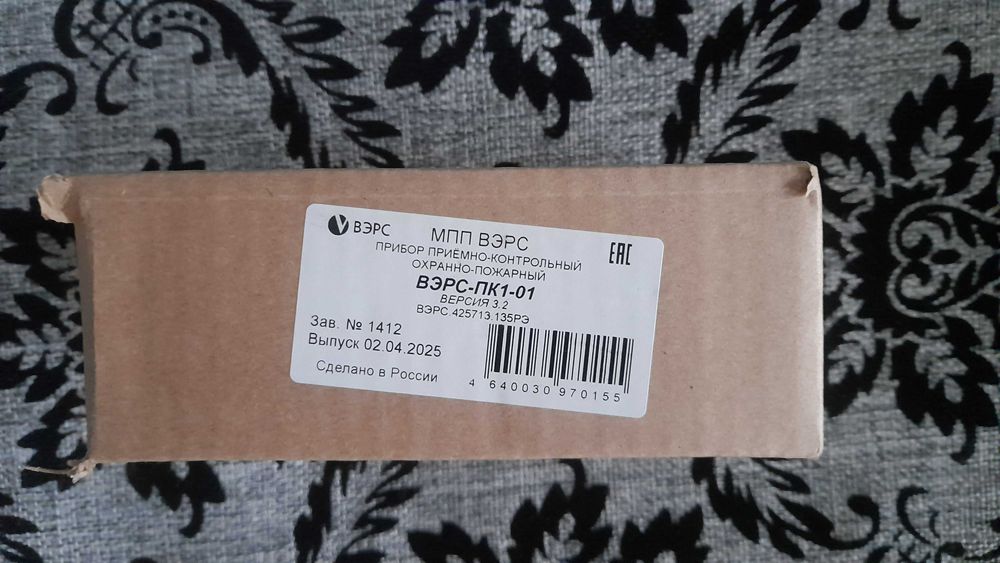 ВЭРС
МПП ВЭРС
EAC
ПРИБОР ПРИЁМНО-КОНТРОЛЬНЫЙ
ОХРАННО-ПОЖАРНЫЙ
ВЭРС-ПК1-01
ВЕРСИЯ 3.2
ВЭРС.425713.135РЭ
Зав. № 1412
Выпуск 02.04.2025
Сделано в России
4 640030 970155